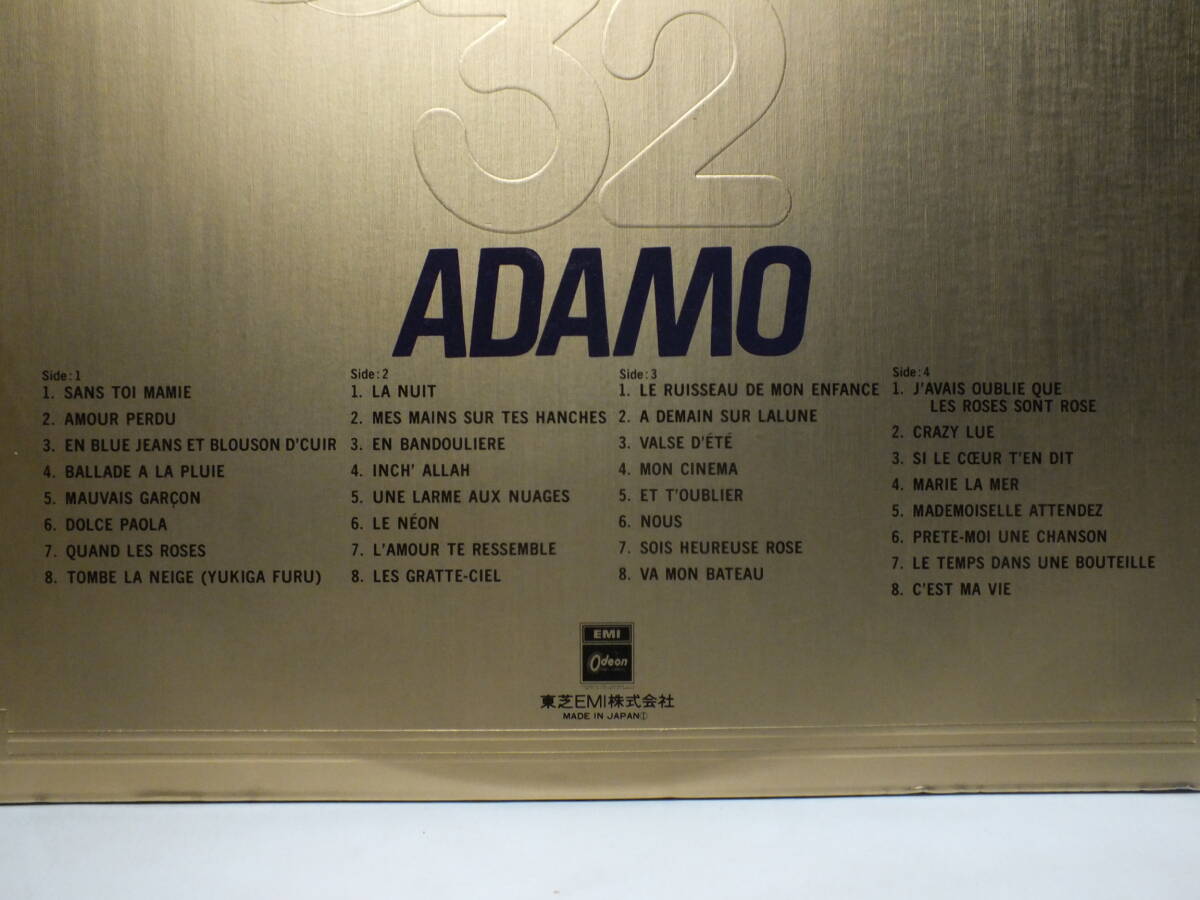 32
ADAMO
Side:1
1. SANS TOI MAMIE
2. AMOUR PERDU
3. EN BLUE JEANS ET BLOUSON D'CUIR
4. BALLADE A LA PLUIE
5. MAUVAIS GARÇON
6. DOLCE PAOLA
7. QUAND LES ROSES
8. TOMBE LA NEIGE (YUKIGA FURU)
Side:2
1. LA NUIT
2. MES MAINS SUR TES HANCHES
3. EN BANDOULIERE
4. INCH' ALLAH
5. UNE LARME AUX NUAGES
6. LE NÉON
7. L'AMOUR TE RESSEMBLE
8. LES GRATTE-CIEL
Side:3
1. LE RUISSEAU DE MON ENFANCE
2. A DEMAIN SUR LALUNE
3. VALSE D'ÉTÉ
4. MON CINEMA
5. ET T'OUBLIER
6. NOUS
7. SOIS HEUREUSE ROSE
8. VA MON BATEAU
Side:4
1. J'AVAIS OUBLIE QUE
LES ROSES SONT ROSE
2. CRAZY LUE
3. SI LE CŒUR T'EN DIT
4. MARIE LA MER
5. MADEMOISELLE ATTENDEZ
6. PRETE-MOI UNE CHANSON
7. LE TEMPS DANS UNE BOUTEILLE
8. C'EST MA VIE
EMI
Odeon
東芝EMI株式会社
MADE IN JAPANⒾ